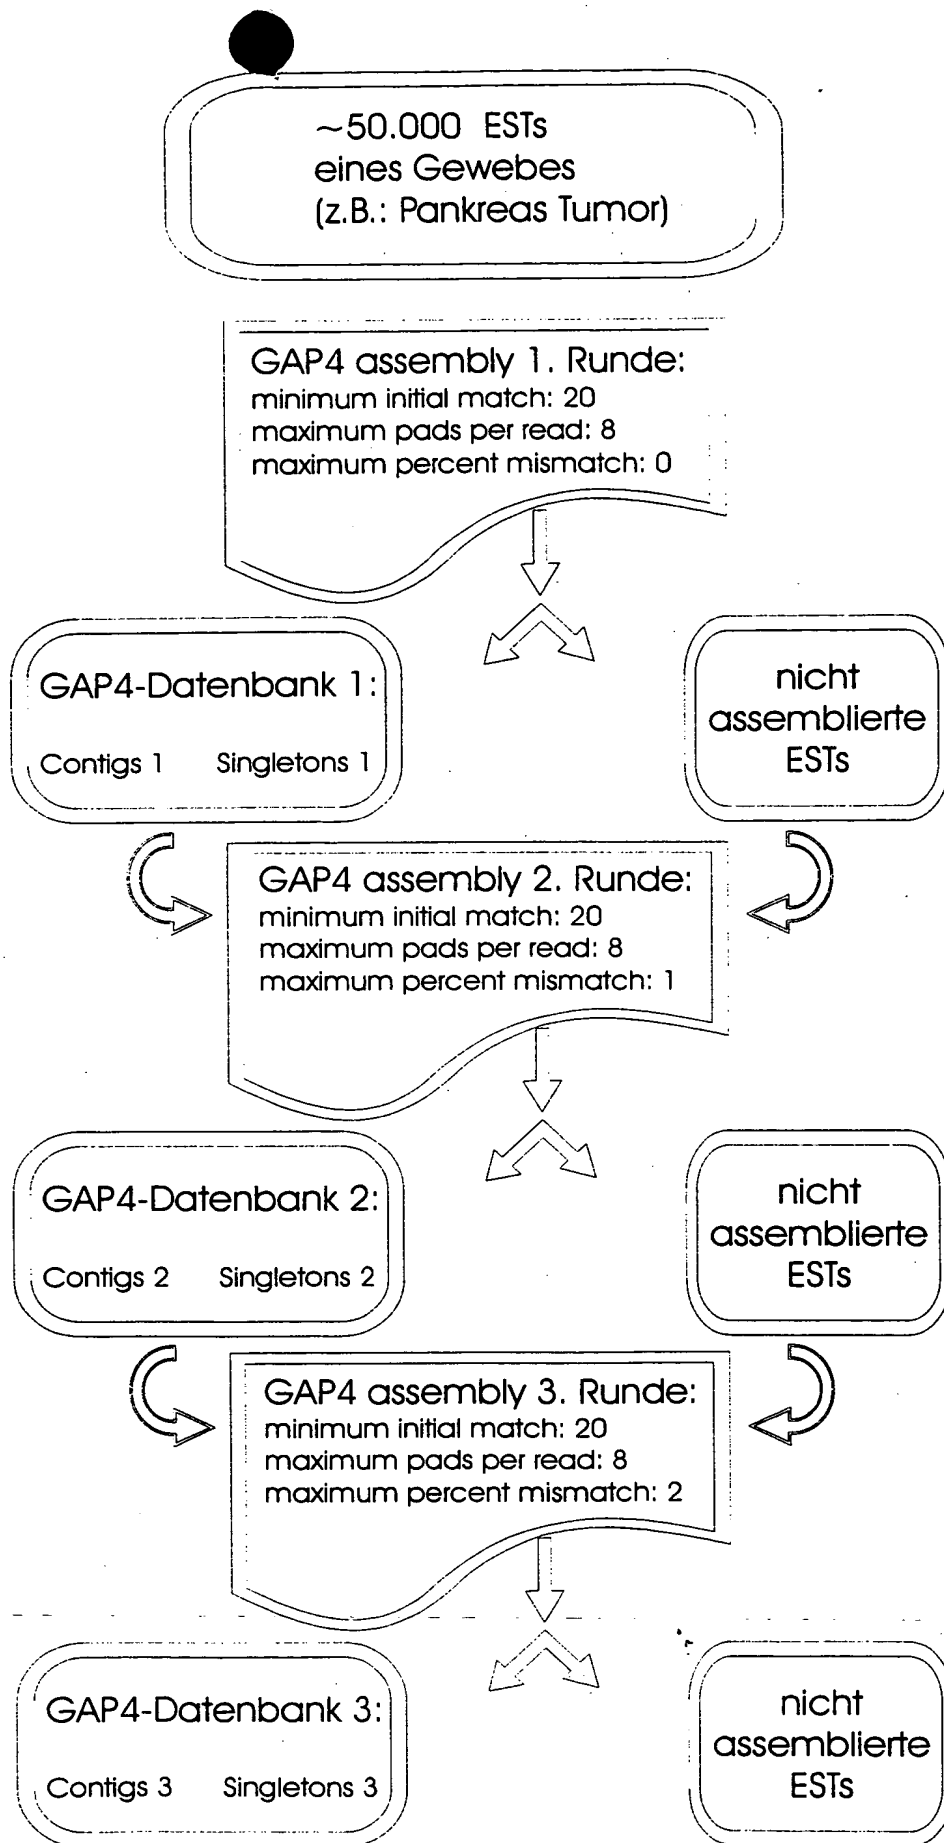 ~50.000 ESTs
eines Gewebes
(z.B.: Pankreas Tumor)
GAP4 assembly 1. Runde:
minimum initial match: 20
maximum pads per read: 8
maximum percent mismatch: 0
GAP4-Datenbank 1:
Contigs 1 Singletons 1
nicht
assemblierte
ESTs
GAP4 assembly 2. Runde:
minimum initial match: 20
maximum pads per read: 8
maximum percent mismatch: 1
GAP4-Datenbank 2:
Contigs 2 Singletons 2
nicht
assemblierte
ESTs
GAP4 assembly 3. Runde:
minimum initial match: 20
maximum pads per read: 8
maximum percent mismatch: 2
GAP4-Datenbank 3:
Contigs 3 Singletons 3
nicht
assemblierte
ESTs